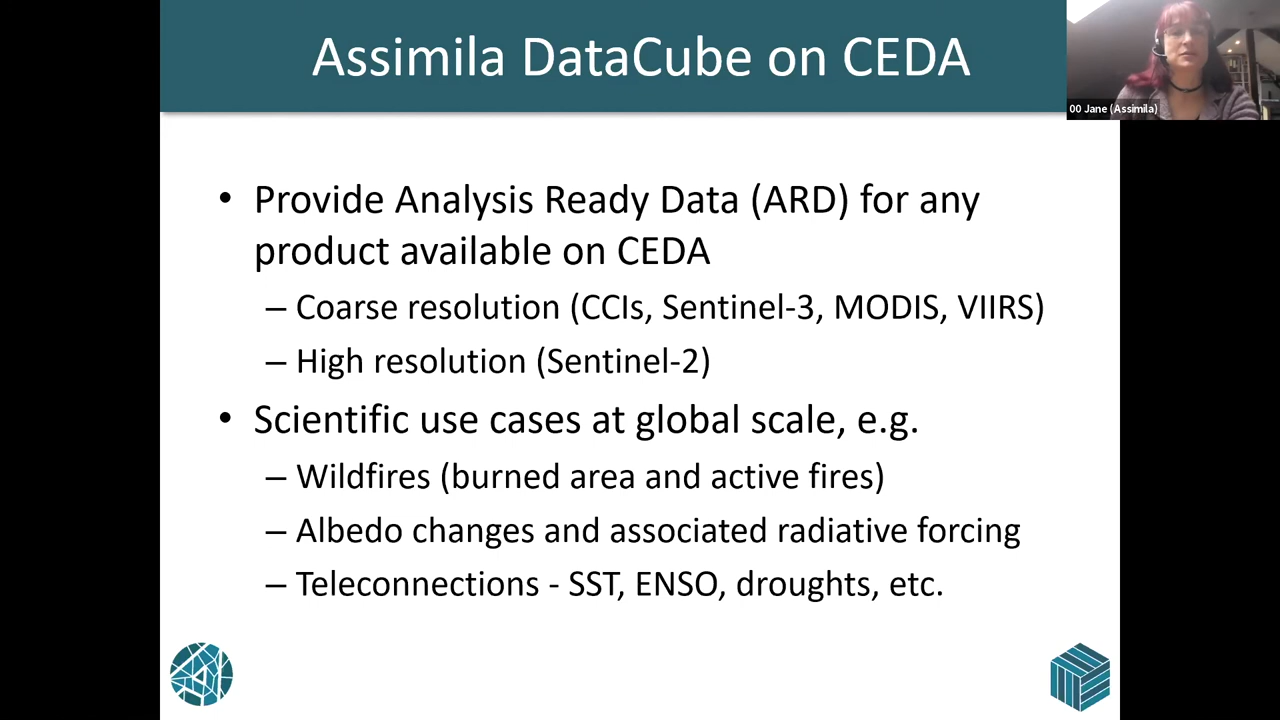 Assimila DataCube on CEDA
00 Jane (Assimila)
• Provide Analysis Ready Data (ARD) for any
product available on CEDA
– Coarse resolution (CCIs, Sentinel-3, MODIS, VIIRS)
– High resolution (Sentinel-2)
• Scientific use cases at global scale, e.g.
– Wildfires (burned area and active fires)
– Albedo changes and associated radiative forcing
– Teleconnections - SST, ENSO, droughts, etc.